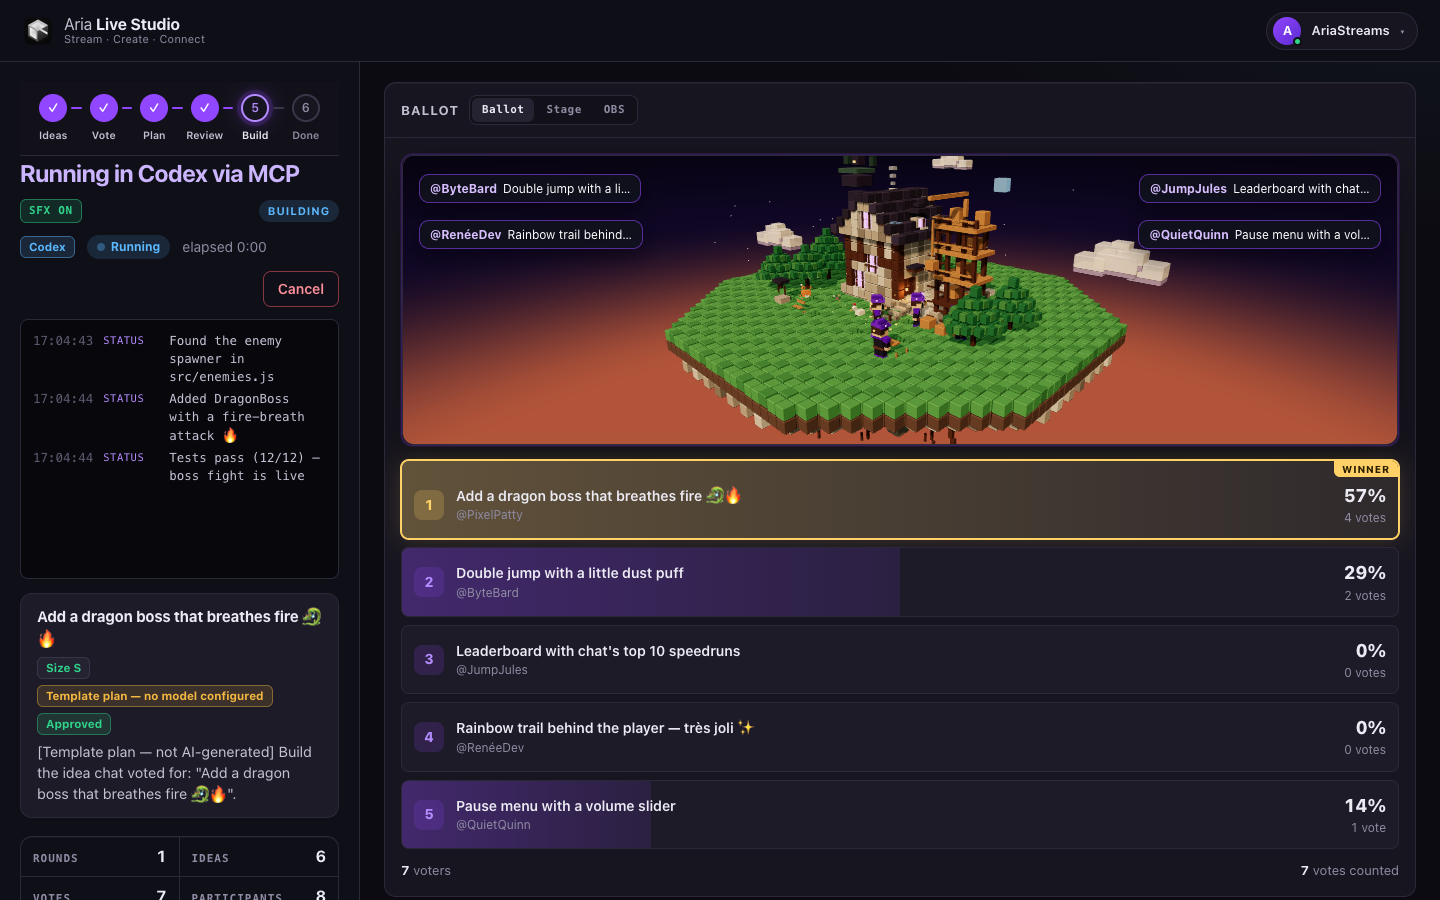 Aria Live Studio
Stream · Create · Connect
A AriaStreams
5 6
Ideas Vote Plan Review Build Done
Running in Codex via MCP
SFX ON BUILDING
Codex Running elapsed 0:00
Cancel
17:04:43 STATUS Found the enemy
spawner in
src/enemies.js
17:04:44 STATUS Added DragonBoss
with a fire-breath
attack 🔥
17:04:44 STATUS Tests pass (12/12) —
boss fight is live
Add a dragon boss that breathes fire 🐉
🔥
Size S
Template plan — no model configured
Approved
[Template plan — not AI-generated] Build
the idea chat voted for: "Add a dragon
boss that breathes fire 🐉🔥".
ROUNDS 1 IDEAS 6
VOTES 7 PARTICIPANTS 8
BALLOT Ballot Stage OBS
@ByteBard Double jump with a li...
@JumpJules Leaderboard with chat...
@RenéeDev Rainbow trail behind...
@QuietQuinn Pause menu with a vol...
WINNER
1 Add a dragon boss that breathes fire 🐉🔥 57%
@PixelPatty 4 votes
2 Double jump with a little dust puff 29%
@ByteBard 2 votes
3 Leaderboard with chat's top 10 speedruns 0%
@JumpJules 0 votes
4 Rainbow trail behind the player — très joli ✨ 0%
@RenéeDev 0 votes
5 Pause menu with a volume slider 14%
@QuietQuinn 1 vote
7 voters 7 votes counted